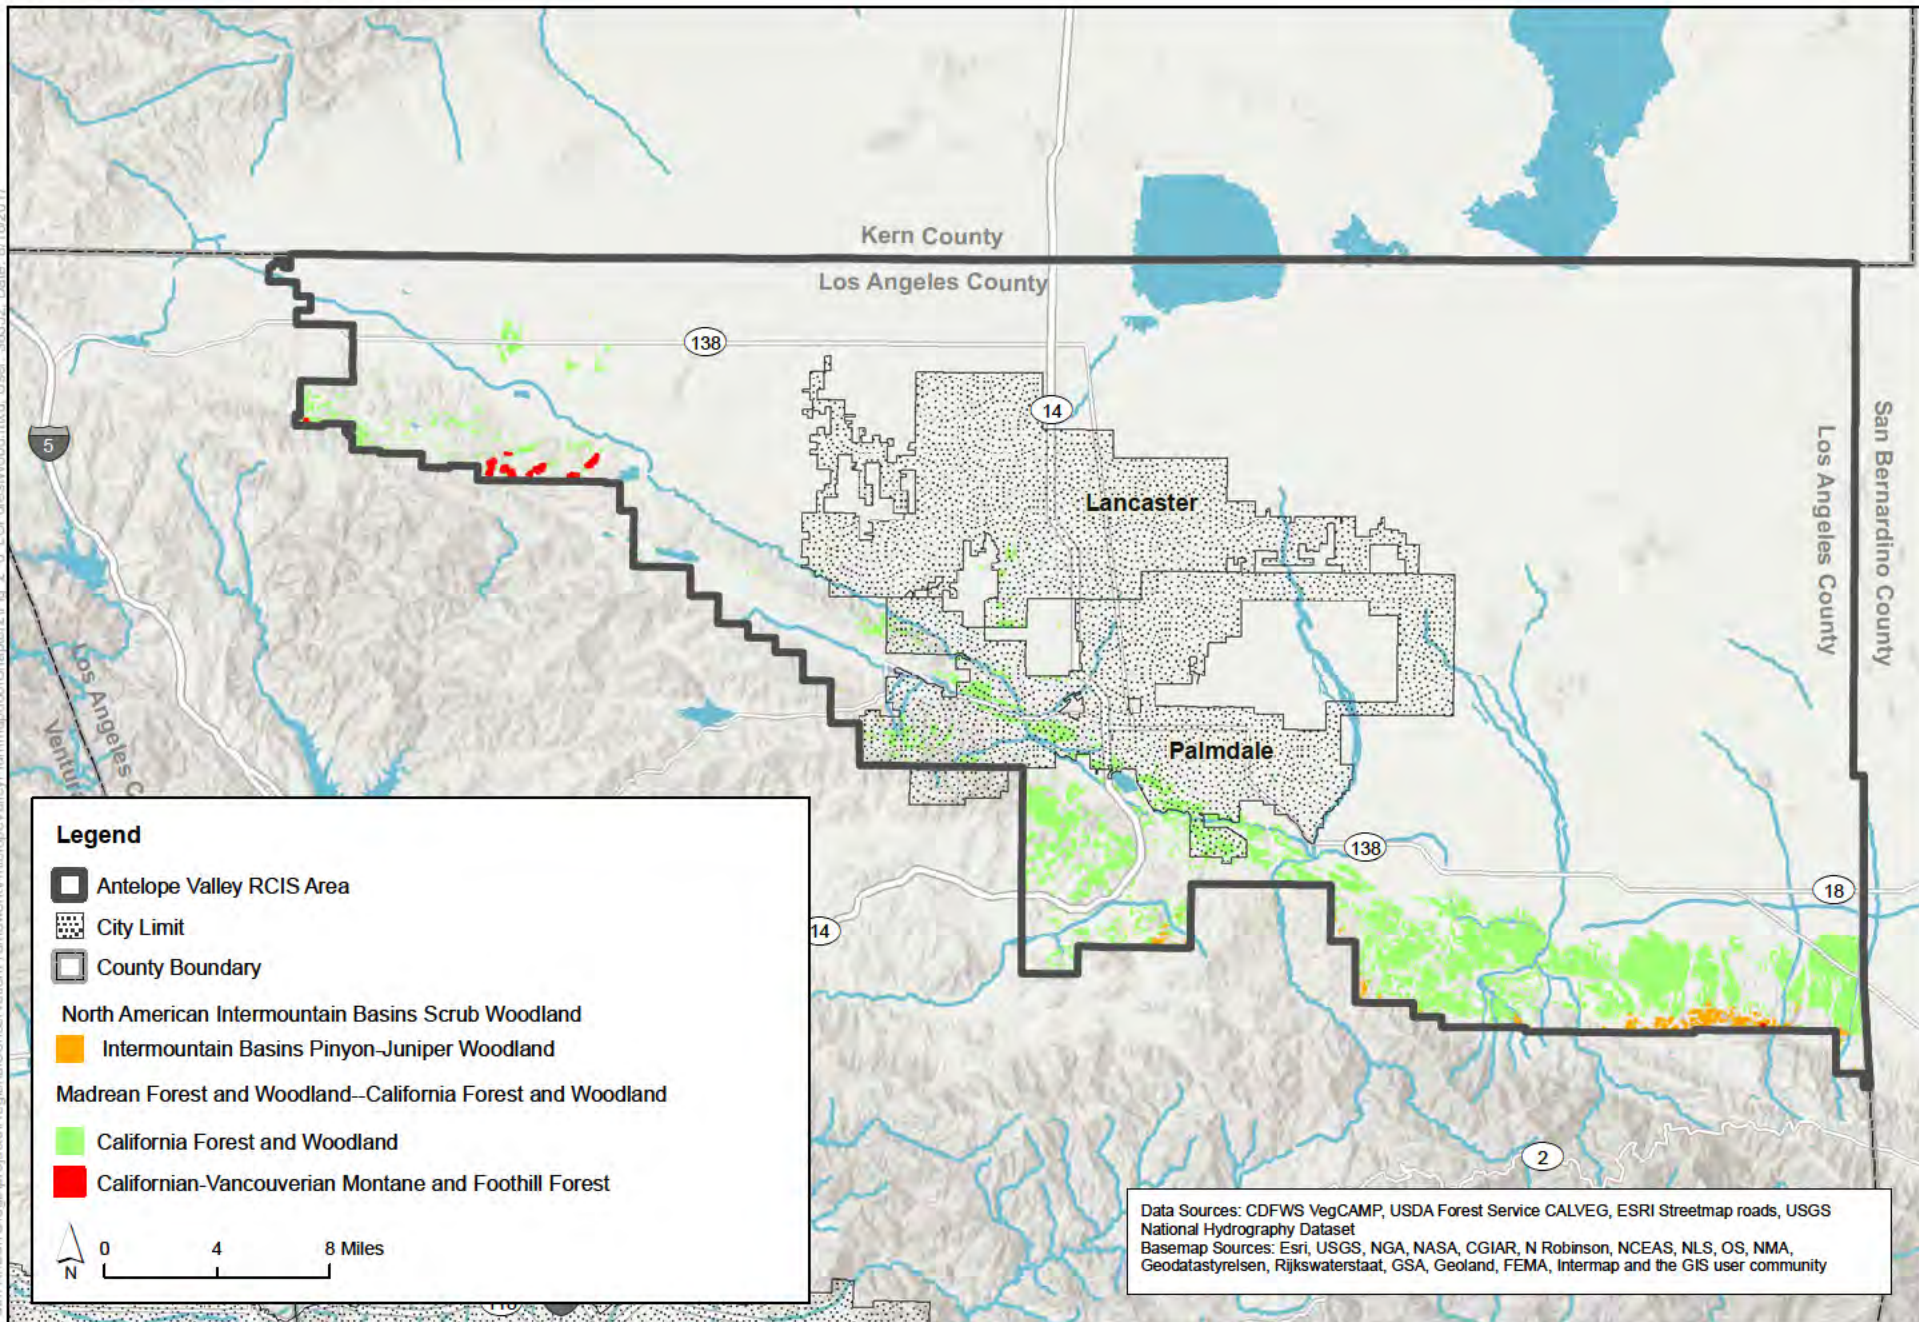 Kern County
Los Angeles County
138
14
5
Lancaster
San Bernardino County
Los Angeles County
Los Angeles C
Ventura
Palmdale
138
18
14
2
Legend
Antelope Valley RCIS Area
City Limit
County Boundary
North American Intermountain Basins Scrub Woodland
Intermountain Basins Pinyon-Juniper Woodland
Madrean Forest and Woodland--California Forest and Woodland
California Forest and Woodland
Californian-Vancouverian Montane and Foothill Forest
N
0 4 8 Miles
Data Sources: CDFWS VegCAMP, USDA Forest Service CALVEG, ESRI Streetmap roads, USGS
National Hydrography Dataset
Basemap Sources: Esri, USGS, NGA, NASA, CGIAR, N Robinson, NCEAS, NLS, OS, NMA,
Geodatastyrelsen, Rijkswaterstaat, GSA, Geoland, FEMA, Intermap and the GIS user community